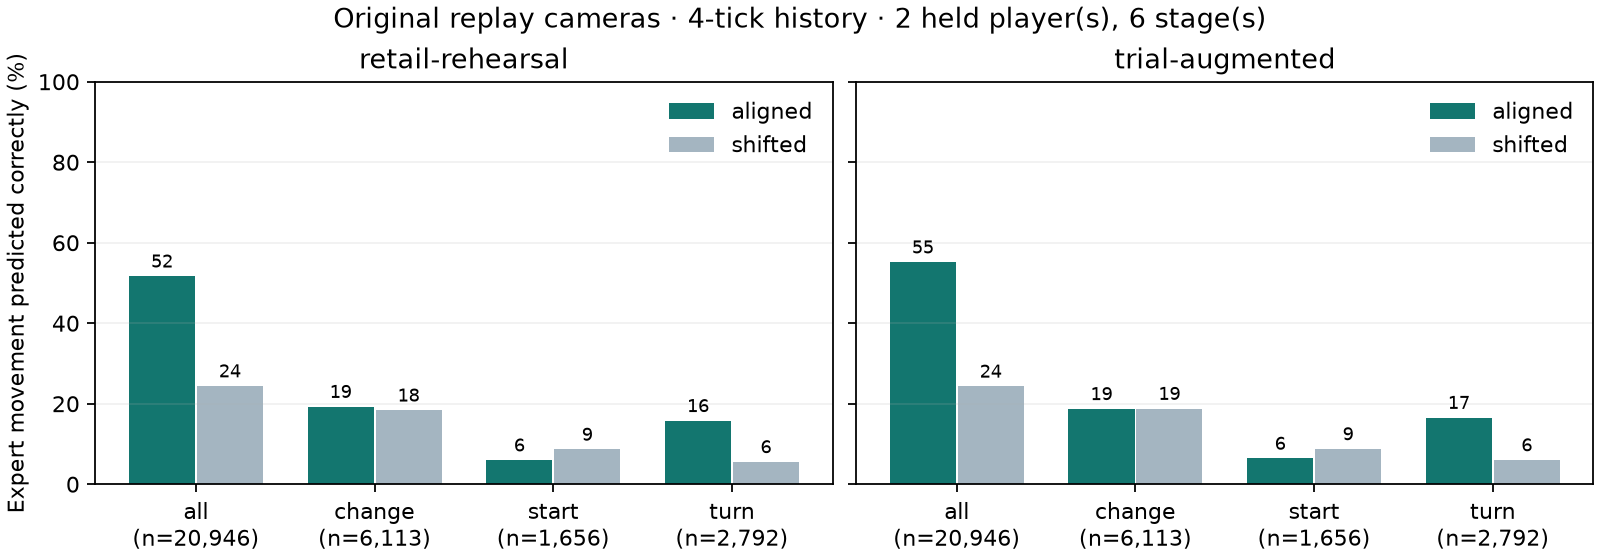 Original replay cameras · 4-tick history · 2 held player(s), 6 stage(s)
retail-rehearsal
trial-augmented
Expert movement predicted correctly (%)
100
80
60
40
20
0
aligned
shifted
52
24
19
18
6
9
16
6
all
change
start
turn
(n=20,946)
(n=6,113)
(n=1,656)
(n=2,792)
aligned
shifted
55
24
19
19
6
9
17
6
all
change
start
turn
(n=20,946)
(n=6,113)
(n=1,656)
(n=2,792)